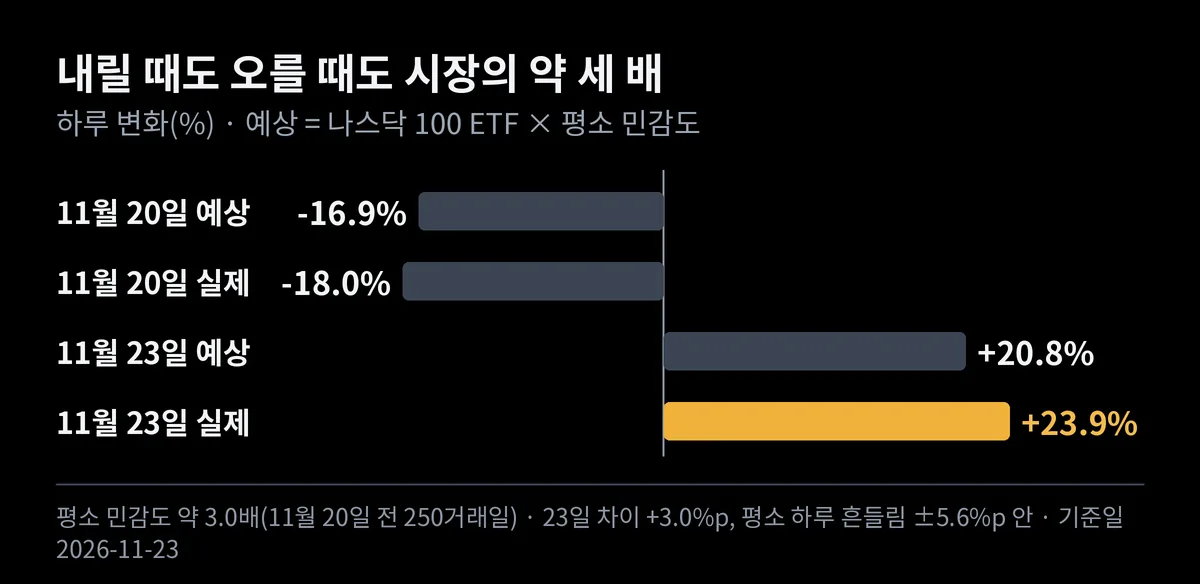 내릴 때도 오를 때도 시장의 약 세 배
하루 변화(%) · 예상 = 나스닥 100 ETF × 평소 민감도
11월 20일 예상 -16.9%
11월 20일 실제 -18.0%
11월 23일 예상 +20.8%
11월 23일 실제 +23.9%
평소 민감도 약 3.0배(11월 20일 전 250거래일) · 23일 차이 +3.0%p, 평소 하루 흔들림 ±5.6%p 안 · 기준일
2026-11-23